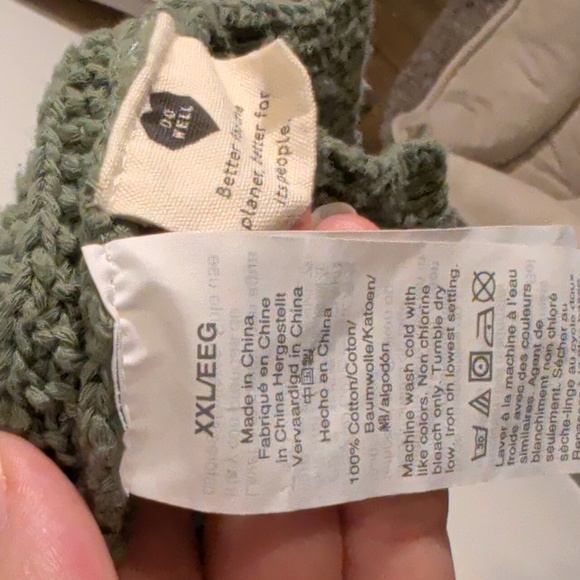 DO
WELL
Better for the
planet, better for
its people.
XXL/EEG
Made in China
Fabriqué en Chine
in China Hergestellt
Vervaardigd in China
中国制
Hecho en China
100% Cotton/Coton/
Baumwolle/Katoen/
棉/algodón
Machine wash cold with
like colors. Non chlorine
bleach only. Tumble dry
low. Iron on lowest setting.
Laver à la machine à l'eau
froide avec des couleurs
similaires. Agent de
blanchiment non chloré
seulement. Sécher au
sèche-linge au cycle doux.